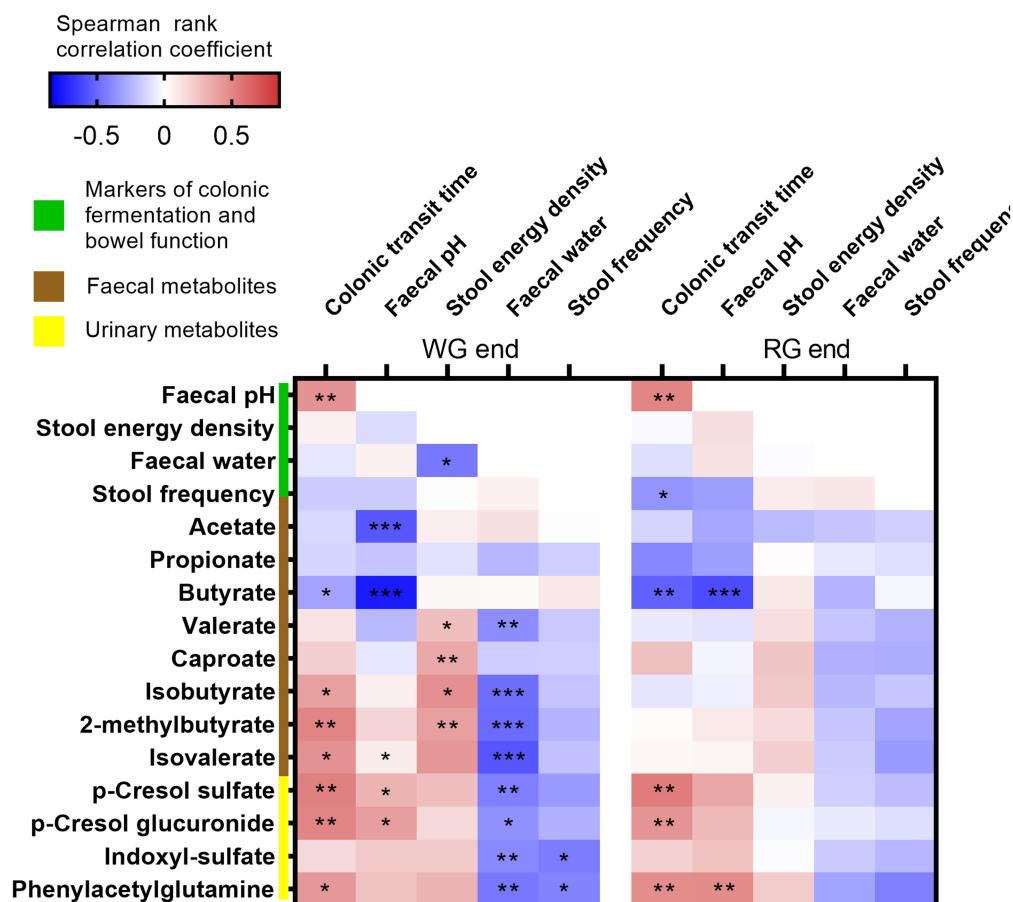 Spearman rank
correlation coefficient
-0.5 0 0.5
Markers of colonic
fermentation and
bowel function
Faecal metabolites
Urinary metabolites
Colonic transit time
Faecal pH
Stool energy density
Faecal water
Stool frequency
Colonic transit time
Faecal pH
Stool energy density
Faecal water
Stool frequen
WG end RG end
Faecal pH ** **
Stool energy density
Faecal water *
Stool frequency *
Acetate ***
Propionate
Butyrate * *** ** ***
Valerate * **
Caproate **
Isobutyrate * * ***
2-methylbutyrate ** ** ***
Isovalerate * * ***
p-Cresol sulfate ** * ** **
p-Cresol glucuronide ** * * **
Indoxyl-sulfate ** *
Phenylacetylglutamine * ** * ** **